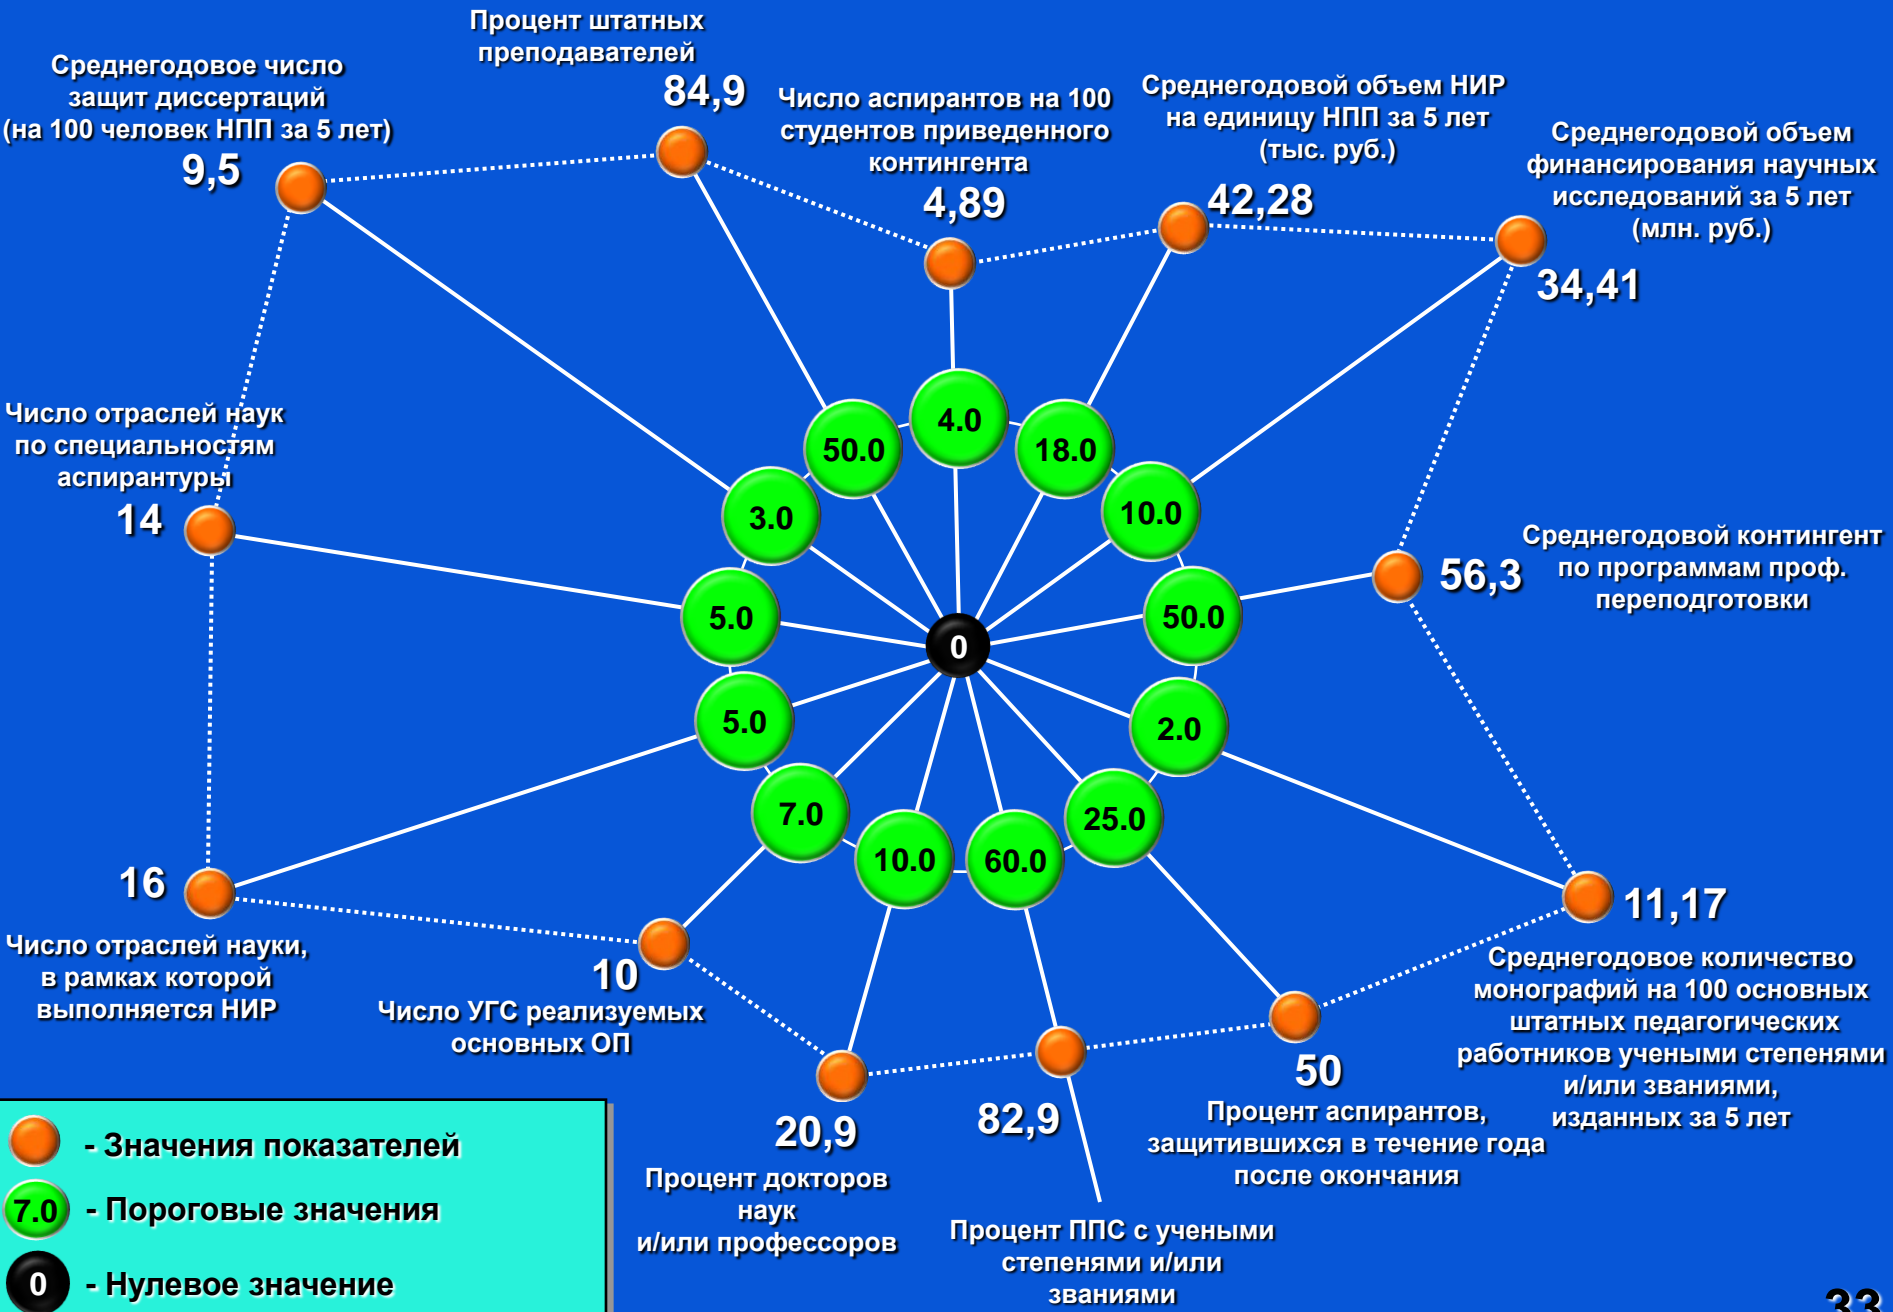 Процент штатных
преподавателей
84,9
Среднегодовое число
защит диссертаций
(на 100 человек НПП за 5 лет)
9,5
Число аспирантов на 100
студентов приведенного
контингента
4,89
Среднегодовой объем НИР
на единицу НПП за 5 лет
(тыс. руб.)
42,28
Среднегодовой объем
финансирования научных
исследований за 5 лет
(млн. руб.)
34,41
Число отраслей наук
по специальностям
аспирантуры
14
4.0
50.0
18.0
3.0
10.0
5.0
50.0
0
5.0
2.0
7.0
25.0
10.0
60.0
Среднегодовой контингент
по программам проф.
переподготовки
56,3
16
Число отраслей науки,
в рамках которой
выполняется НИР
10
Число УГС реализуемых
основных ОП
11,17
Среднегодовое количество
монографий на 100 основных
штатных педагогических
работников учеными степенями
и/или званиями,
изданных за 5 лет
50
Процент аспирантов,
защитившихся в течение года
после окончания
82,9
Процент ППС с учеными
степенями и/или
званиями
20,9
Процент докторов
наук
и/или профессоров
- Значения показателей
7.0 - Пороговые значения
0 - Нулевое значение
33